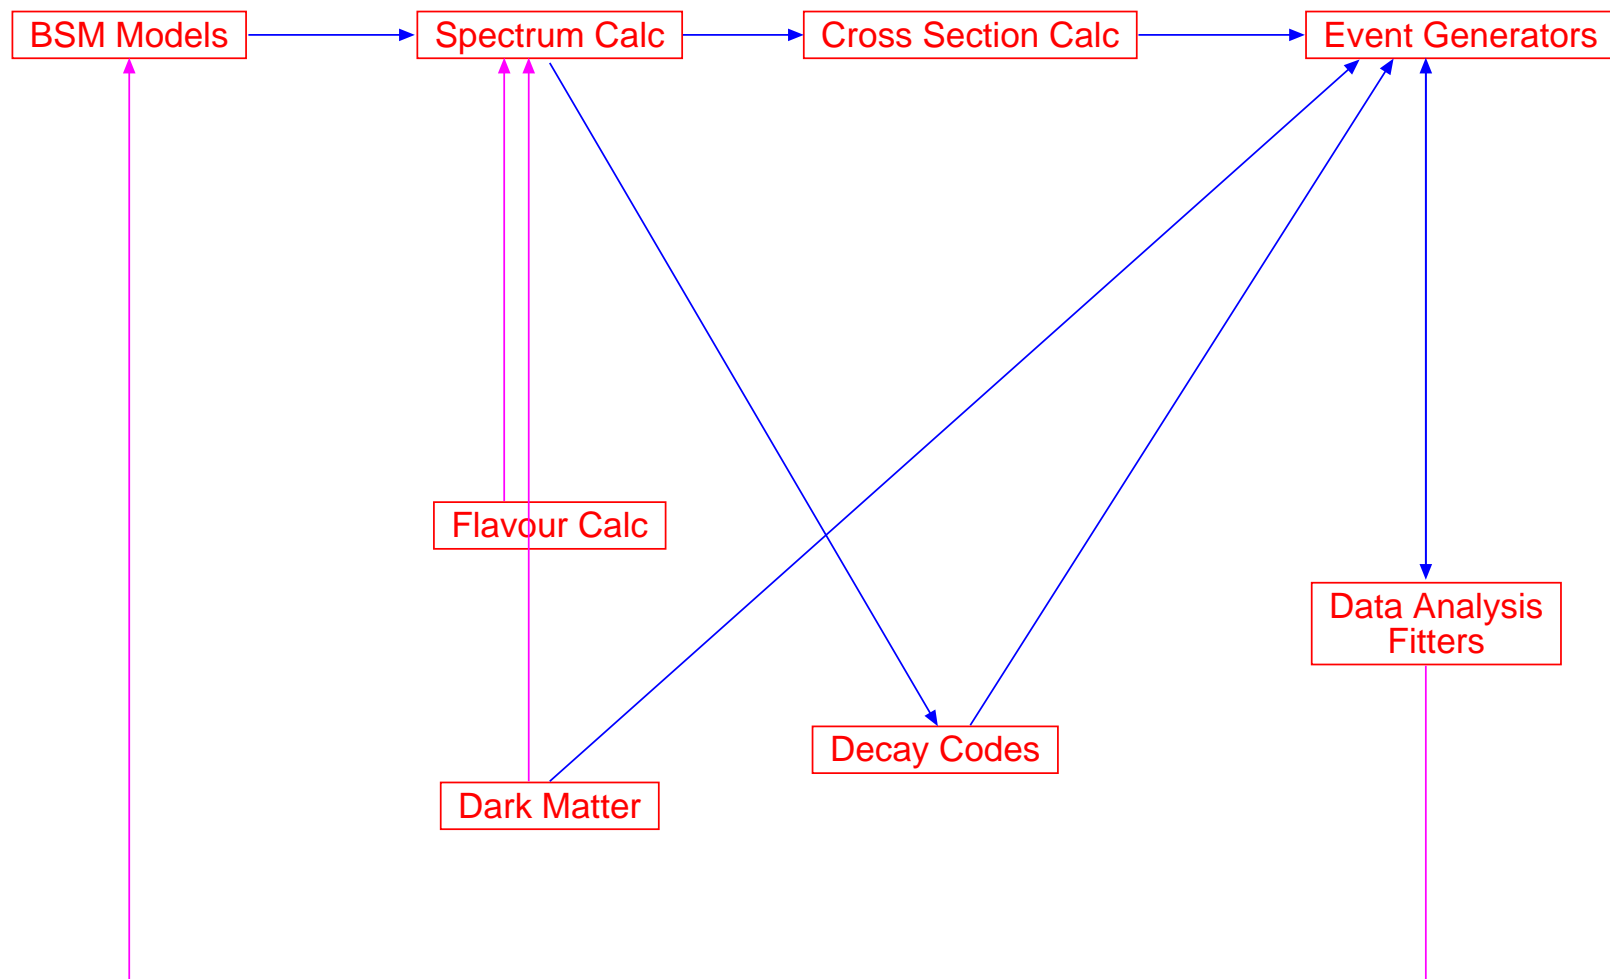 BSM Models
Spectrum Calc
Cross Section Calc
Event Generators
Flavour Calc
Data Analysis
Fitters
Decay Codes
Dark Matter